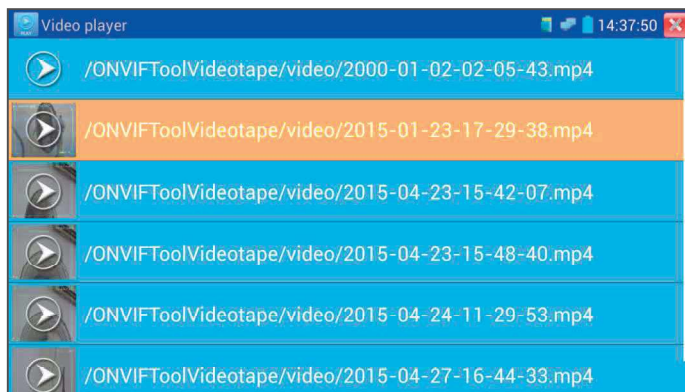 Video player
14:37:50
/ONVIFToolVideotape/video/2000-01-02-02-05-43.mp4
/ONVIFToolVideotape/video/2015-01-23-17-29-38.mp4
/ONVIFToolVideotape/video/2015-04-23-15-42-07.mp4
/ONVIFToolVideotape/video/2015-04-23-15-48-40.mp4
/ONVIFToolVideotape/video/2015-04-24-11-29-53.mp4
/ONVIFToolVideotape/video/2015-04-27-16-44-33.mp4